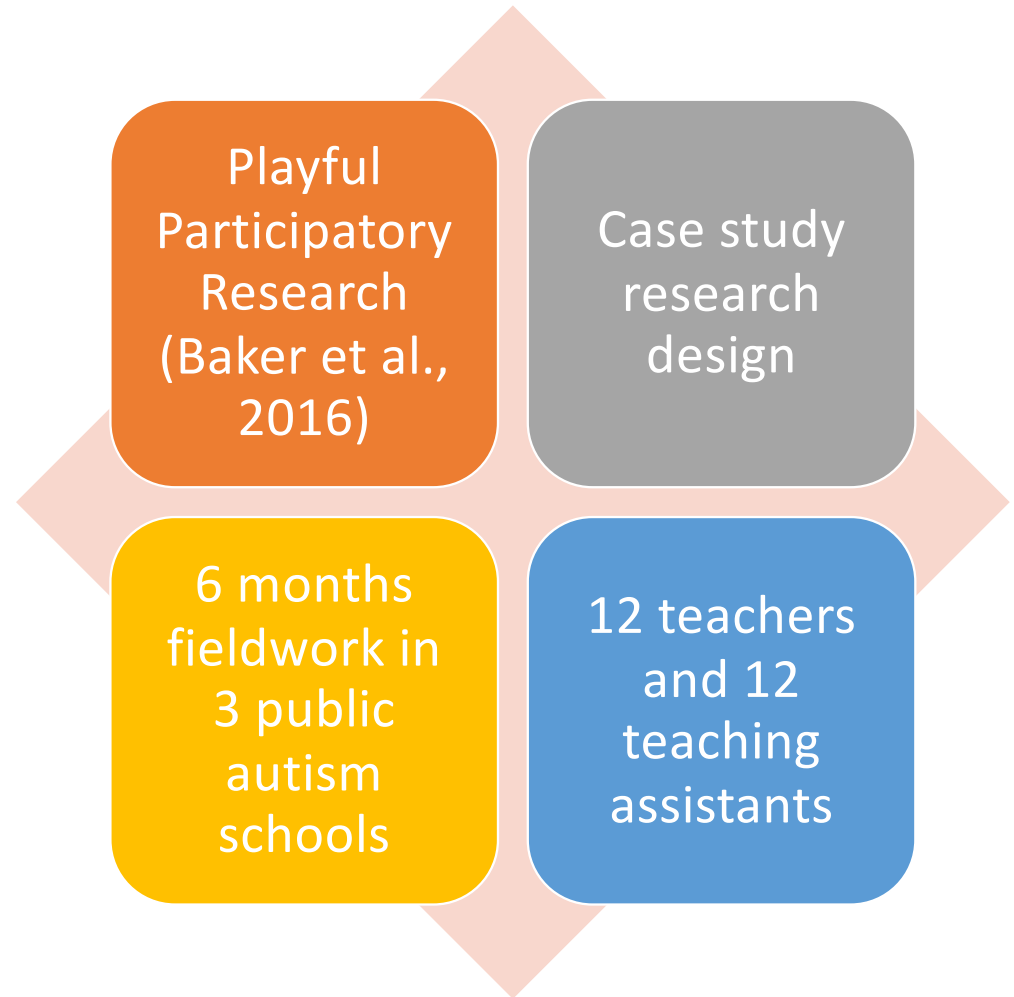 Playful
Participatory
Research
(Baker et al.,
2016)
Case study
research
design
6 months
fieldwork in
3 public
autism
schools
12 teachers
and 12
teaching
assistants